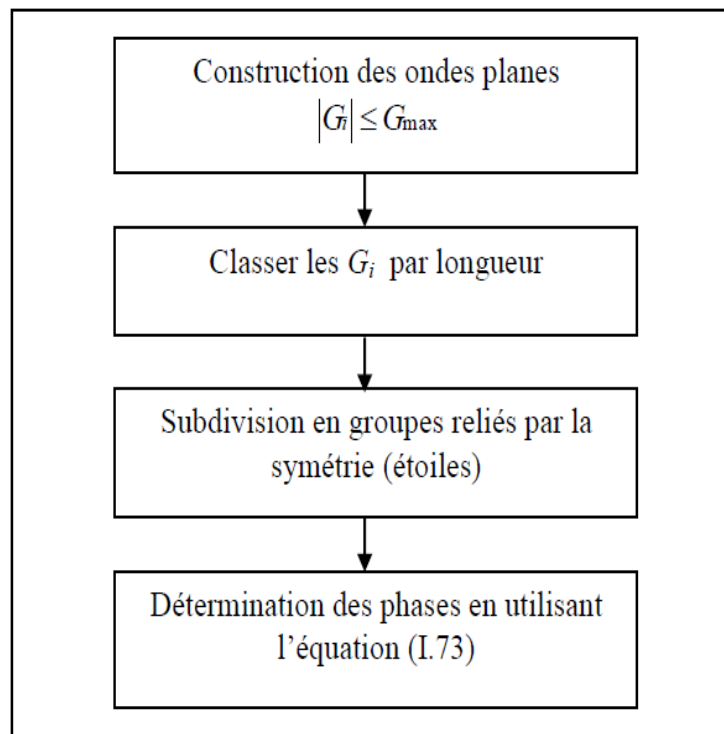 Construction des ondes planes
|Gᵢ| ≤ Gmax
Classer les Gᵢ par longueur
Subdivision en groupes reliés par la
symétrie (étoiles)
Détermination des phases en utilisant
l’équation (I.73)